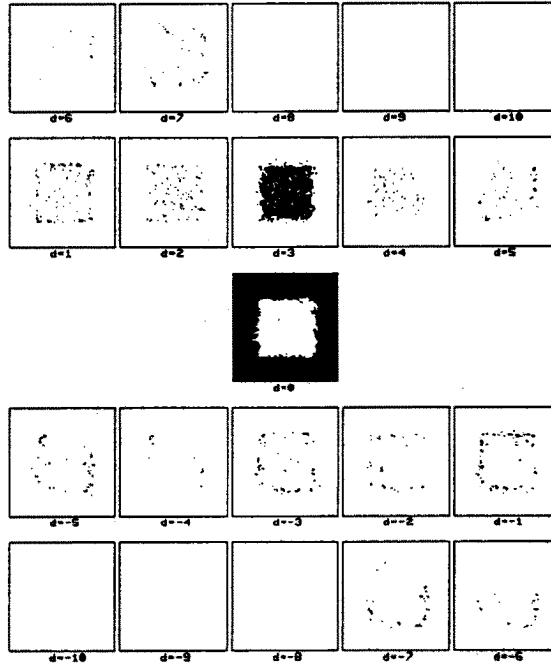 d=6 d=7 d=8 d=9 d=10
d=1 d=2 d=3 d=4 d=5
d=0
d=-5 d=-4 d=-3 d=-2 d=-1
d=-10 d=-9 d=-8 d=-7 d=-6